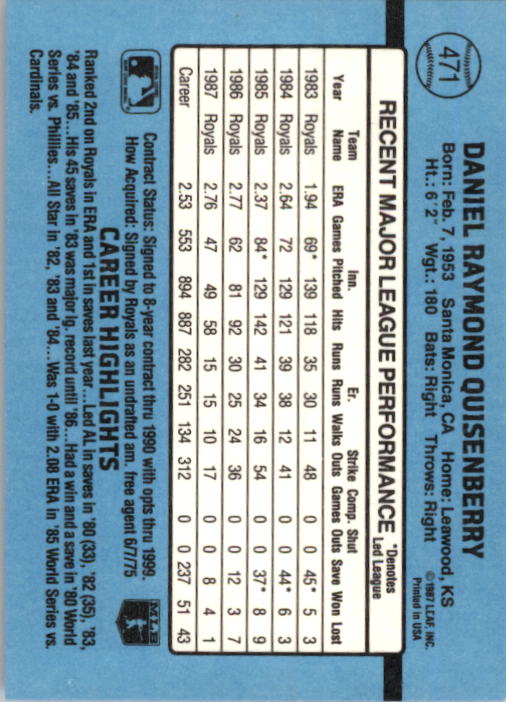 471
DANIEL RAYMOND QUISENBERRY
Born: Feb. 7, 1953 Santa Monica, CA Home: Leawood, KS
Ht.: 6'2" Wgt.: 180 Bats: Right Throws: Right
© 1987 LEAF, INC.
Printed in USA
RECENT MAJOR LEAGUE PERFORMANCE *Denotes Led League
Year Team Name ERA Games Inn. Pitched Hits Runs Er. Runs Walks Strike Outs Comp. Games Shut Outs Save Won Lost
1983 Royals 1.94 69* 139 118 35 30 11 48 0 0 45* 5 3
1984 Royals 2.64 72 129 121 39 38 12 41 0 0 44* 6 3
1985 Royals 2.37 84* 129 142 41 34 16 54 0 0 37* 8 9
1986 Royals 2.77 62 81 92 30 25 24 36 0 0 12 3 7
1987 Royals 2.76 47 49 58 15 15 10 17 0 0 8 4 1
Career 2.53 553 894 887 282 251 134 312 0 0 237 51 43
Contract Status: Signed to 8-year contract thru 1990 with opts thru 1999.
How Acquired: Signed by Royals as an undrafted am. free agent 6/7/75
MLB
CAREER HIGHLIGHTS
Ranked 2nd on Royals in ERA and 1st in saves last year...Led AL in saves in '80 (33), '82 (35), '83,
'84 and '85...His 45 saves in '83 was major lg. record until '86...Had a win and a save in '80 World
Series vs. Phillies...All Star in '82, '83 and '84...Was 1-0 with 2.08 ERA in '85 World Series vs.
Cardinals.